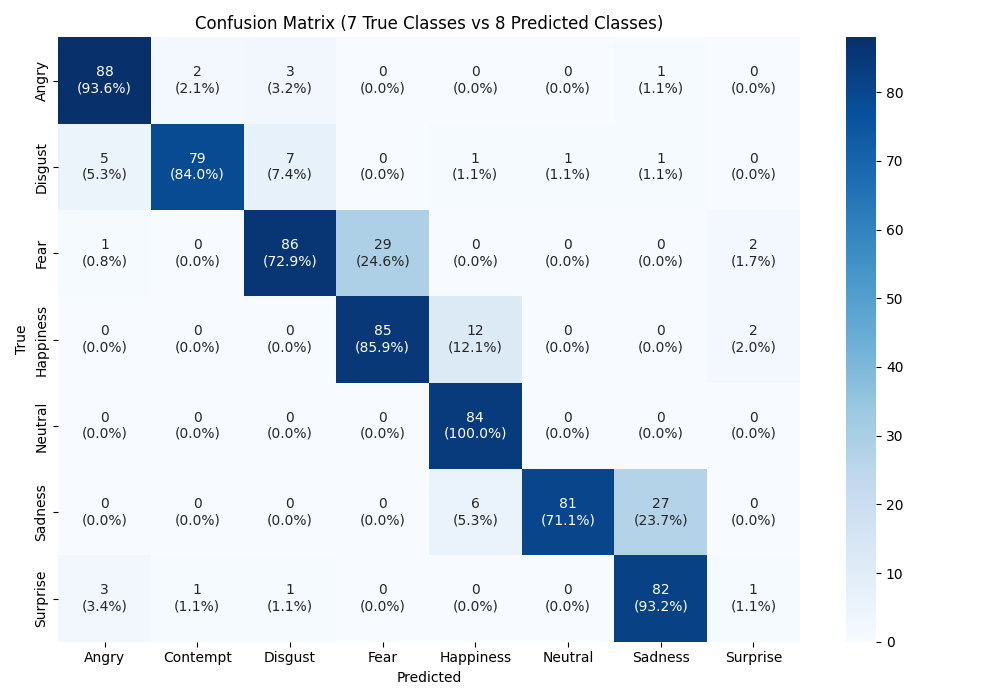 Confusion Matrix (7 True Classes vs 8 Predicted Classes)
True
Angry
88 2 3 0 0 0 1 0
(93.6%) (2.1%) (3.2%) (0.0%) (0.0%) (0.0%) (1.1%) (0.0%)
Disgust
5 79 7 0 1 1 1 0
(5.3%) (84.0%) (7.4%) (0.0%) (1.1%) (1.1%) (1.1%) (0.0%)
Fear
1 0 86 29 0 0 0 2
(0.8%) (0.0%) (72.9%) (24.6%) (0.0%) (0.0%) (0.0%) (1.7%)
Happiness
0 0 0 85 12 0 0 2
(0.0%) (0.0%) (0.0%) (85.9%) (12.1%) (0.0%) (0.0%) (2.0%)
Neutral
0 0 0 0 84 0 0 0
(0.0%) (0.0%) (0.0%) (0.0%) (100.0%) (0.0%) (0.0%) (0.0%)
Sadness
0 0 0 0 6 81 27 0
(0.0%) (0.0%) (0.0%) (0.0%) (5.3%) (71.1%) (23.7%) (0.0%)
Surprise
3 1 1 0 0 0 82 1
(3.4%) (1.1%) (1.1%) (0.0%) (0.0%) (0.0%) (93.2%) (1.1%)
Angry Contempt Disgust Fear Happiness Neutral Sadness Surprise
Predicted
80
70
60
50
40
30
20
10
0